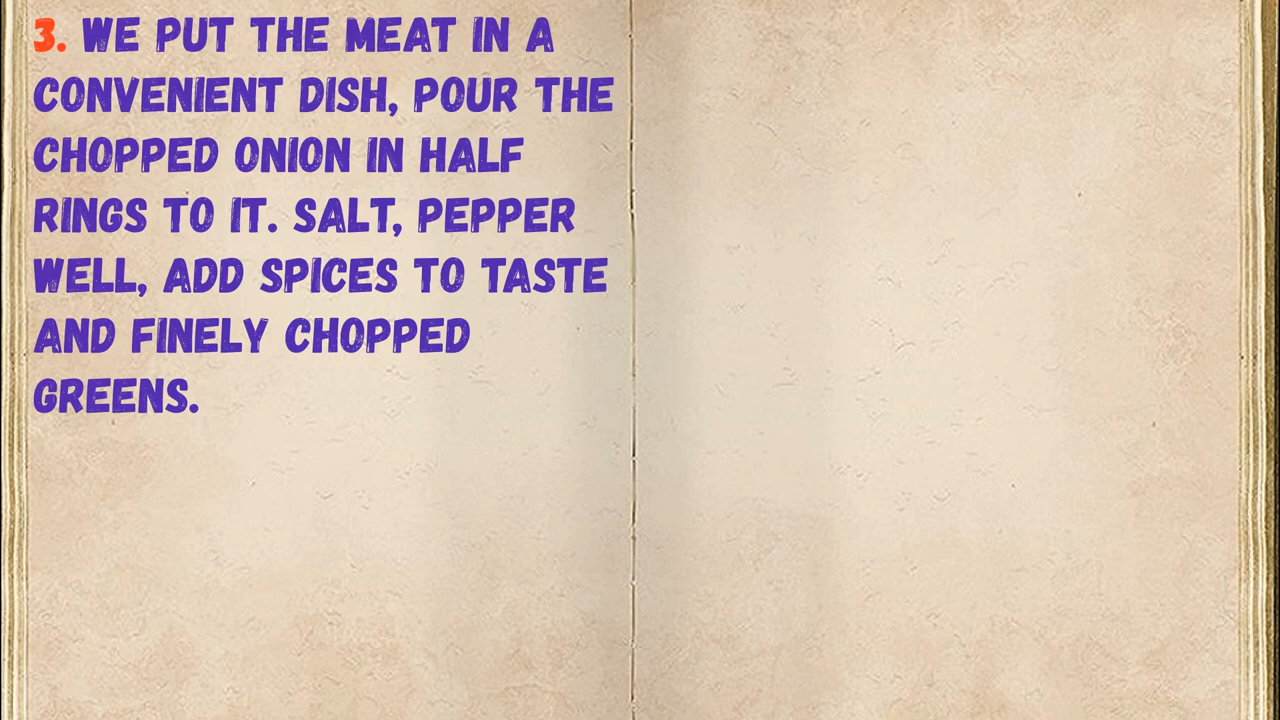 3. WE PUT THE MEAT IN A
CONVENIENT DISH, POUR THE
CHOPPED ONION IN HALF
RINGS TO IT. SALT, PEPPER
WELL, ADD SPICES TO TASTE
AND FINELY CHOPPED
GREENS.